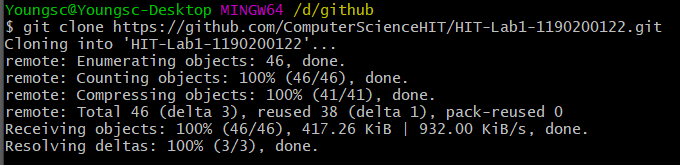 Youngsc@Youngsc-Desktop MINGW64 /d/github
$ git clone https://github.com/ComputerScienceHIT/HIT-Lab1-1190200122.git
Cloning into 'HIT-Lab1-1190200122'...
remote: Enumerating objects: 46, done.
remote: Counting objects: 100% (46/46), done.
remote: Compressing objects: 100% (41/41), done.
remote: Total 46 (delta 3), reused 38 (delta 1), pack-reused 0
Receiving objects: 100% (46/46), 417.26 KiB | 932.00 KiB/s, done.
Resolving deltas: 100% (3/3), done.